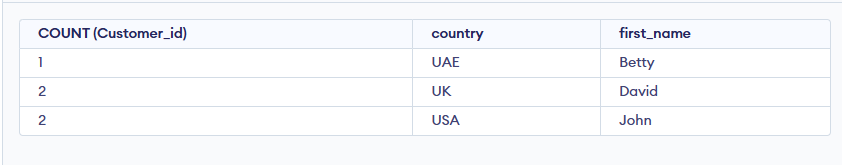 COUNT (Customer_id) country first_name
1 UAE Betty
2 UK David
2 USA John